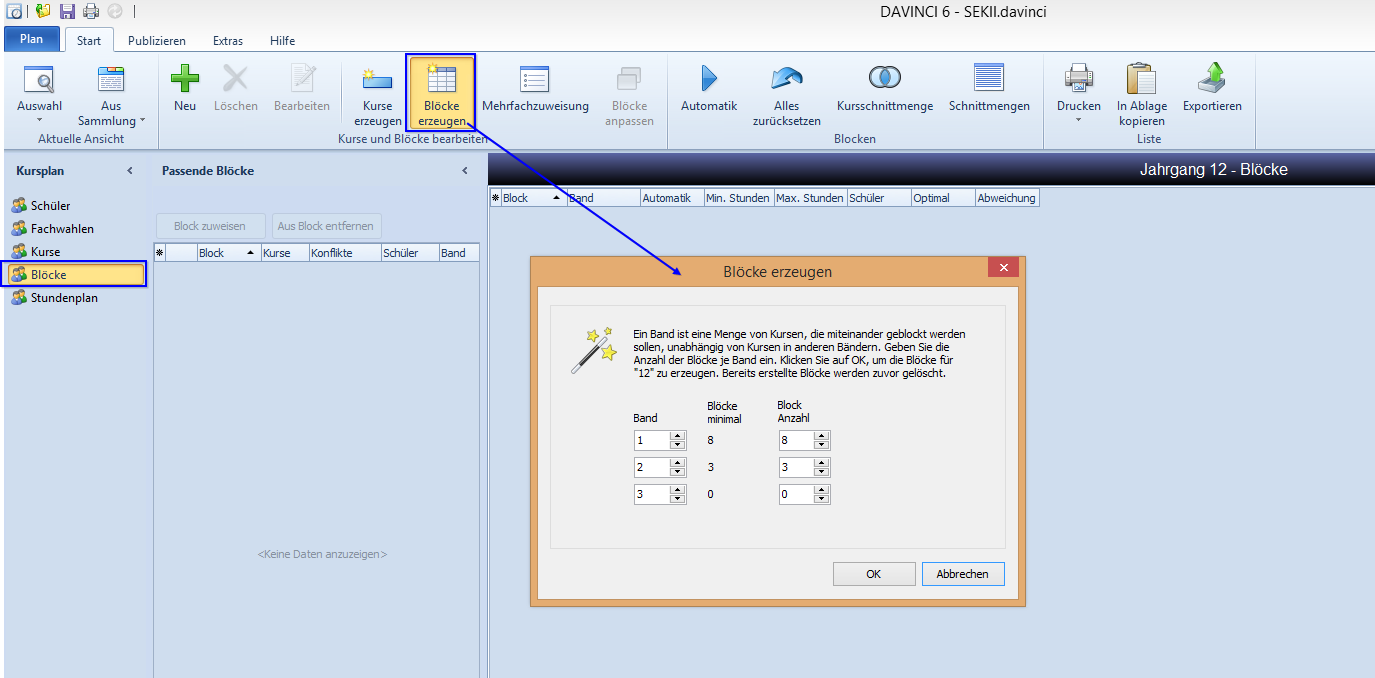 DAVINCI 6 - SEKII.davinci
Plan
Start
Publizieren
Extras
Hilfe
Auswahl
Aus
Sammlung
Aktuelle Ansicht
Neu
Löschen
Bearbeiten
Kurse
erzeugen
Blöcke
erzeugen
Mehrfachzuweisung
Blöcke
anpassen
Kurse und Blöcke bearbeiten
Automatik
Alles
zurücksetzen
Kursschnittmenge
Schnittmengen
Blocken
Drucken
In Ablage
kopieren
Exportieren
Liste
Kursplan
Schüler
Fachwahlen
Kurse
Blöcke
Stundenplan
Passende Blöcke
Block zuweisen
Aus Block entfernen
Block
Kurse
Konflikte
Schüler
Band
<Keine Daten anzuzeigen>
Jahrgang 12 - Blöcke
Block
Band
Automatik
Min. Stunden
Max. Stunden
Schüler
Optimal
Abweichung
Blöcke erzeugen
Ein Band ist eine Menge von Kursen, die miteinander geblockt werden
sollen, unabhängig von Kursen in anderen Bändern. Geben Sie die
Anzahl der Blöcke je Band ein. Klicken Sie auf OK, um die Blöcke für
"12" zu erzeugen. Bereits erstellte Blöcke werden zuvor gelöscht.
Band
Blöcke
minimal
Block
Anzahl
1 8 8
2 3 3
3 0 0
OK
Abbrechen